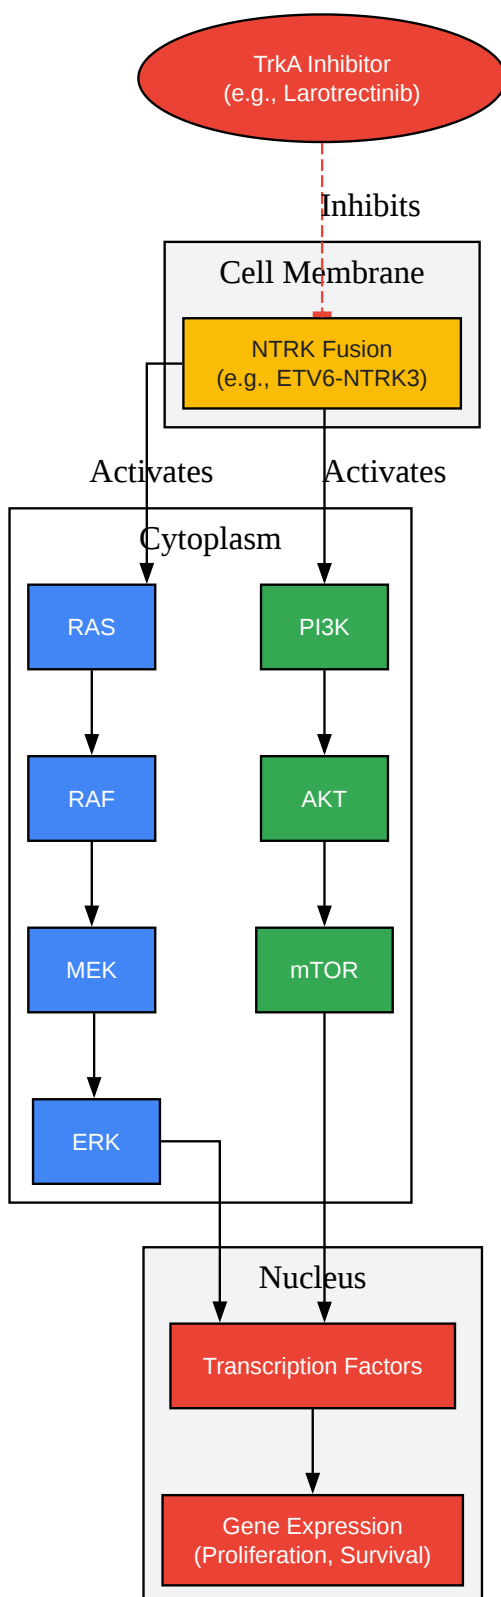 TrkA Inhibitor
(e.g., Larotrectinib)
Inhibits
Cell Membrane
NTRK Fusion
(e.g., ETV6-NTRK3)
Activates
Activates
Cytoplasm
RAS
PI3K
RAF
AKT
MEK
mTOR
ERK
Nucleus
Transcription Factors
Gene Expression
(Proliferation, Survival)